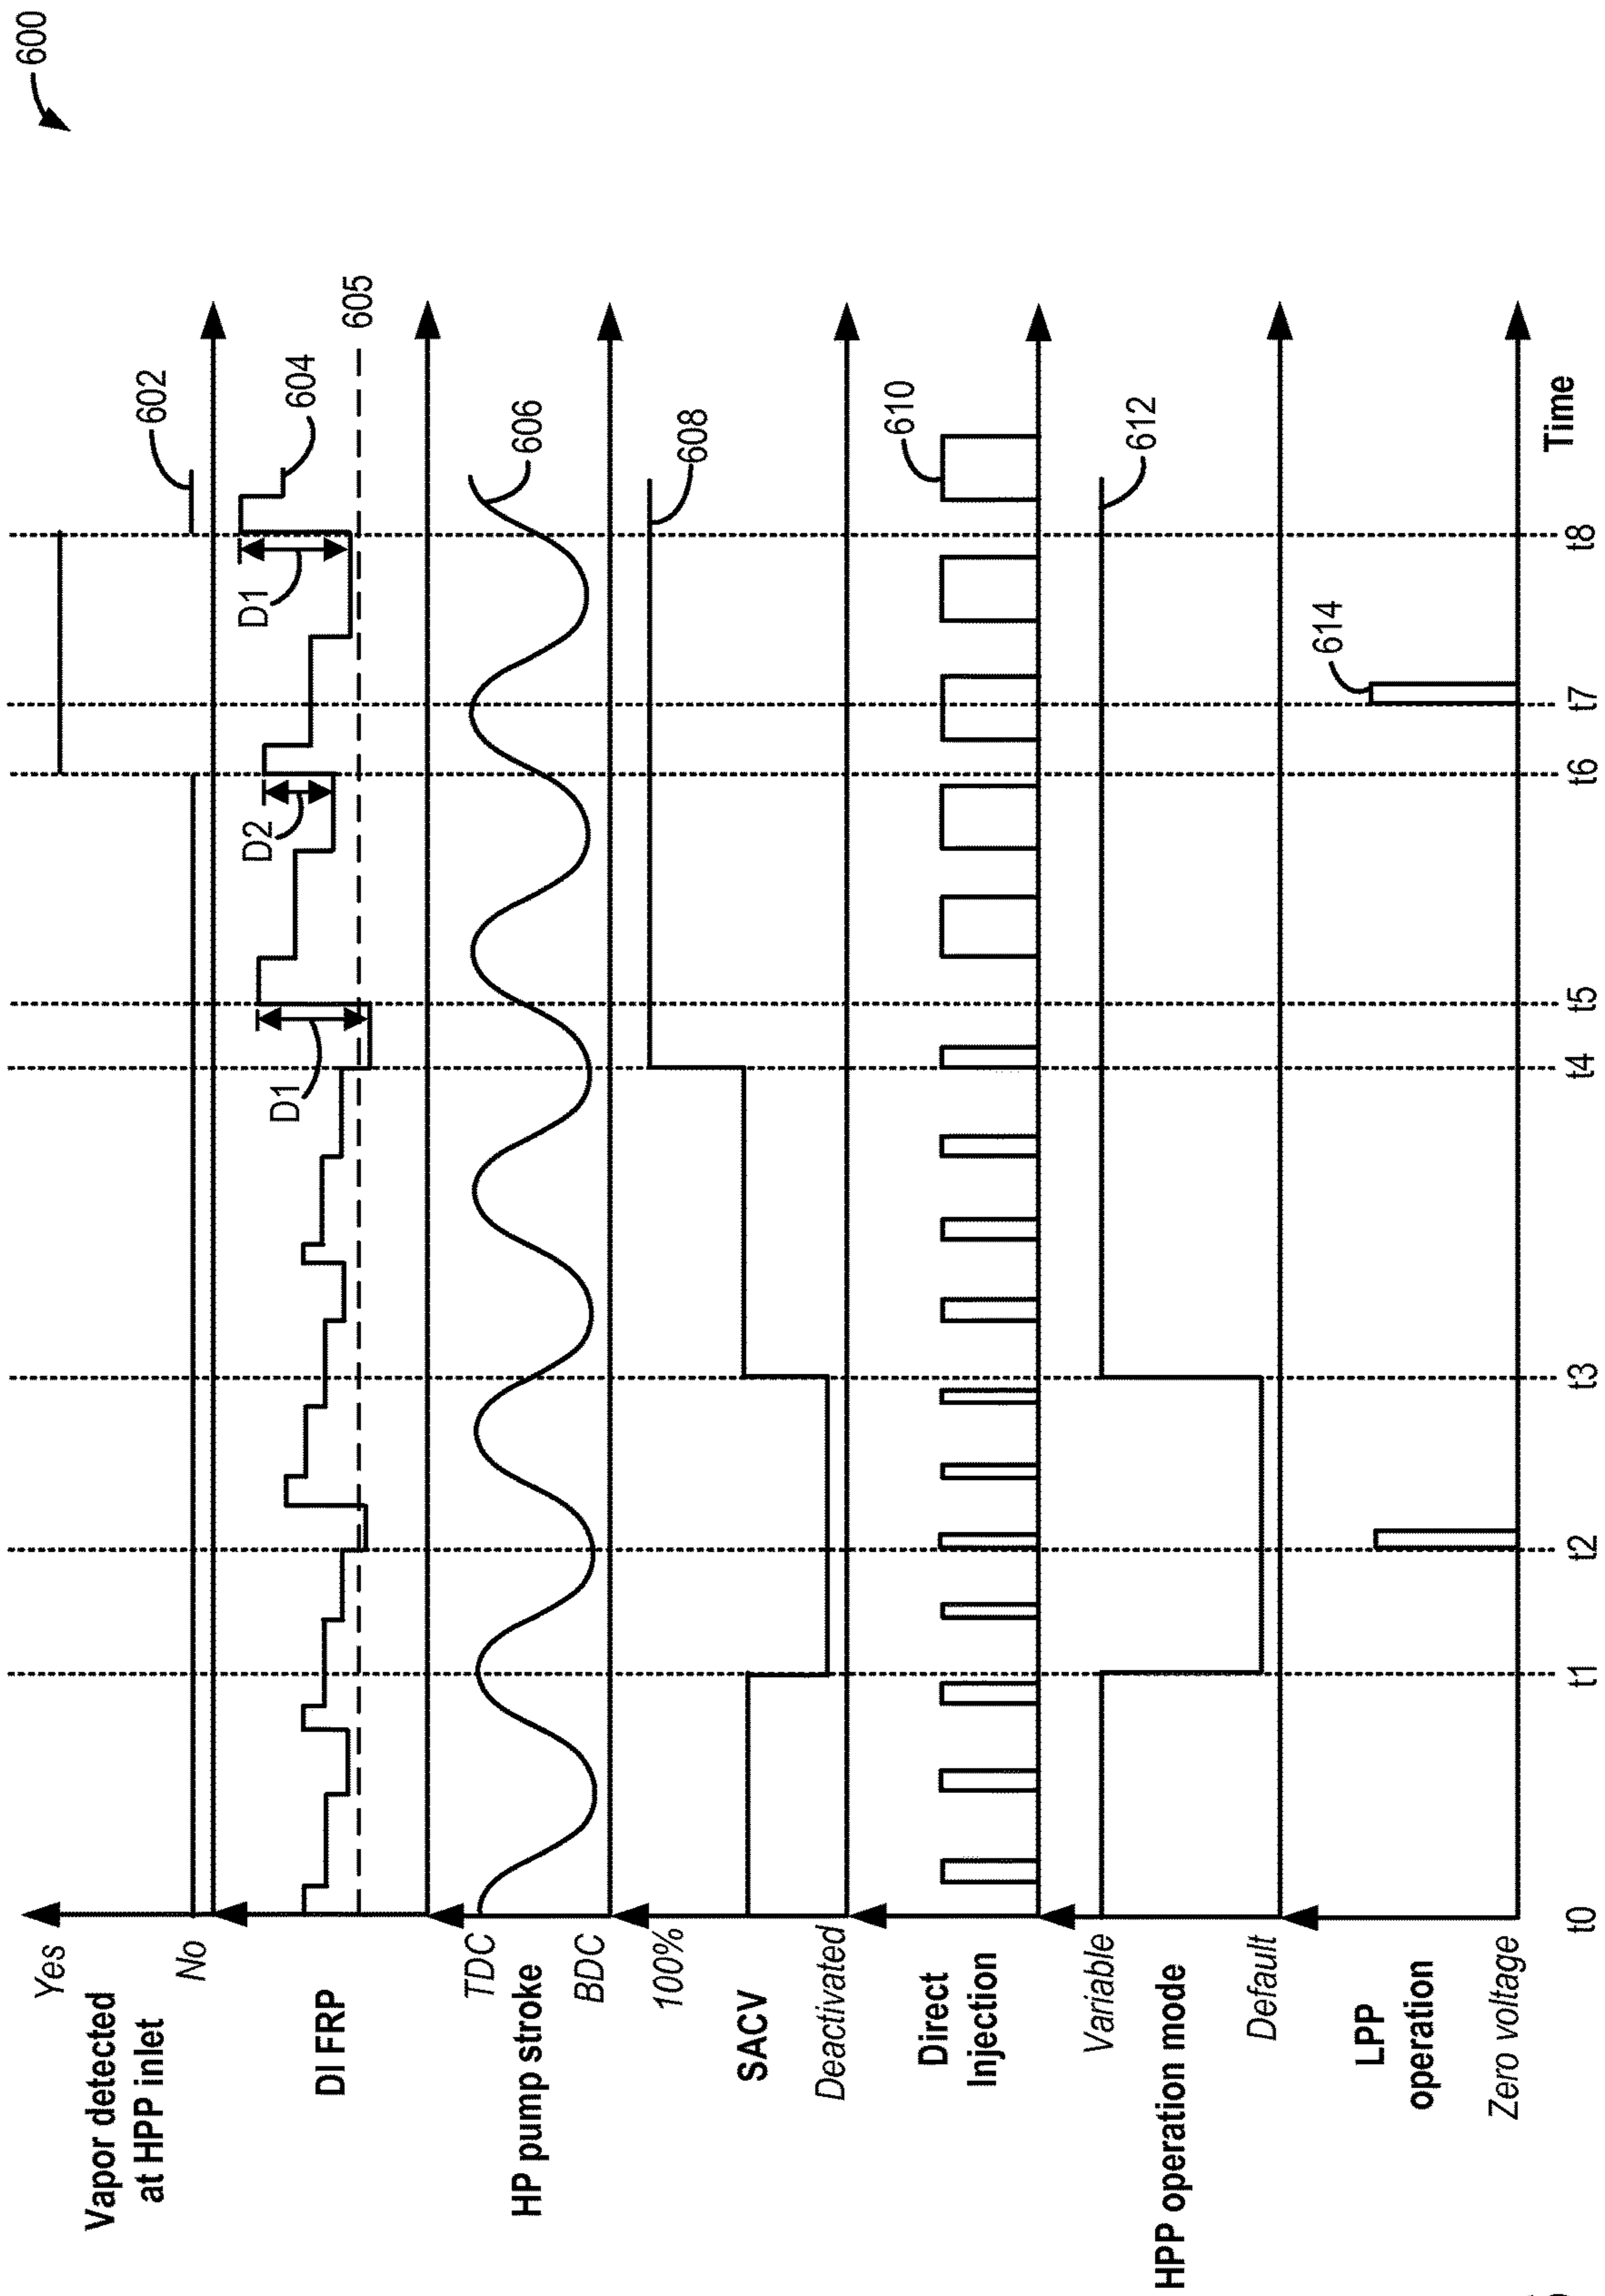 600
Yes
Vapor detected
at HPP inlet
No
602
DI FRP
D1
D2
D1
604
605
TDC
HP pump stroke
BDC
606
100%
SACV
Deactivated
608
Direct
Injection
610
Variable
HPP operation mode
Default
612
LPP
operation
Zero voltage
614
t0
t1
t2
t3
t4
t5
t6
t7
t8
Time